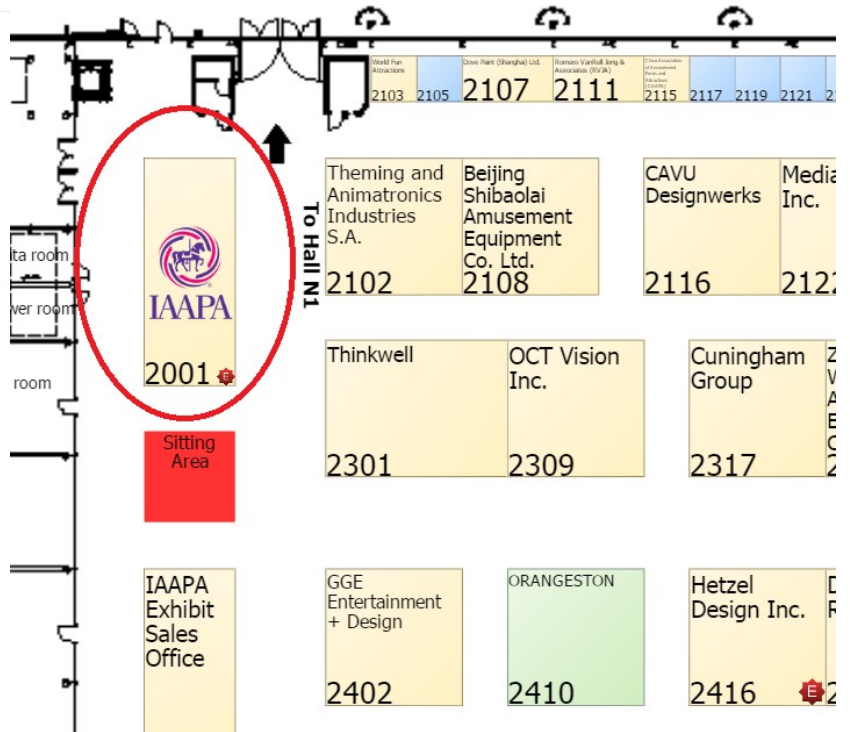 World Fun
Attractions
2103
2105
Dove Paint (Shanghai) Ltd.
2107
Romero VanRell Jeng &
Associates (RVJA)
2111
2115
2117
2119
2121
To Hall N1
IAAPA
2001
E
Theming and
Animatronics
Industries
S.A.
2102
Beijing
Shibaolai
Amusement
Equipment
Co. Ltd.
2108
CAVU
Designwerks
2116
Media
Inc.
2122
ta room
wer room
room
Thinkwell
2301
OCT Vision
Inc.
2309
Cuningham
Group
2317
Sitting
Area
IAAPA
Exhibit
Sales
Office
GGE
Entertainment
+ Design
2402
ORANGESTON
2410
Hetzel
Design Inc.
2416
E